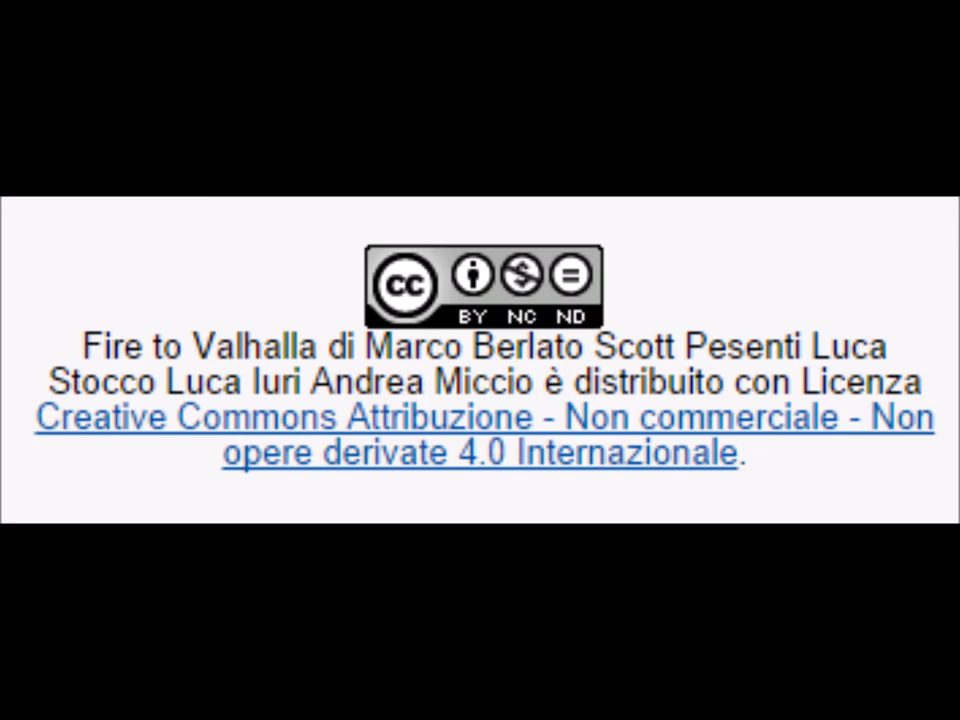 cc
BY NC ND
Fire to Valhalla di Marco Berlato Scott Pesenti Luca
Stocco Luca Iuri Andrea Miccio è distribuito con Licenza
Creative Commons Attribuzione - Non commerciale - Non
opere derivate 4.0 Internazionale.